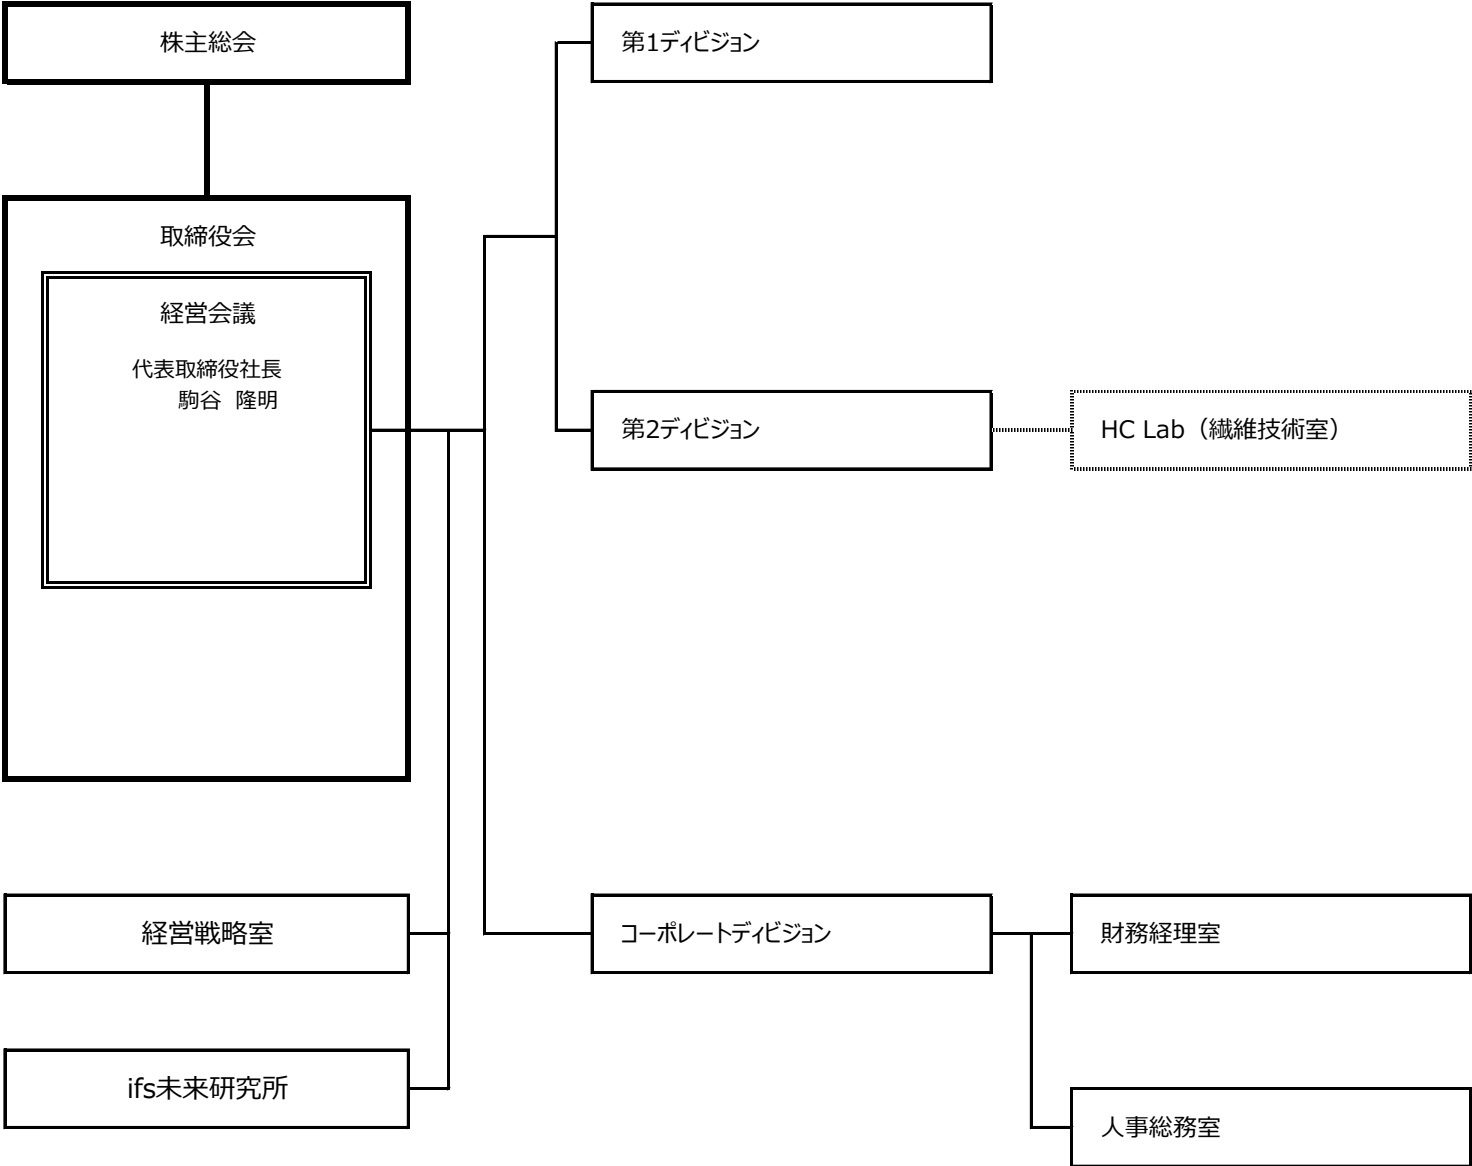 株主総会
取締役会
経営会議
代表取締役社長
駒谷 隆明
経営戦略室
ifs未来研究所
第1ディビジョン
第2ディビジョン
HC Lab（繊維技術室）
コーポレートディビジョン
財務経理室
人事総務室